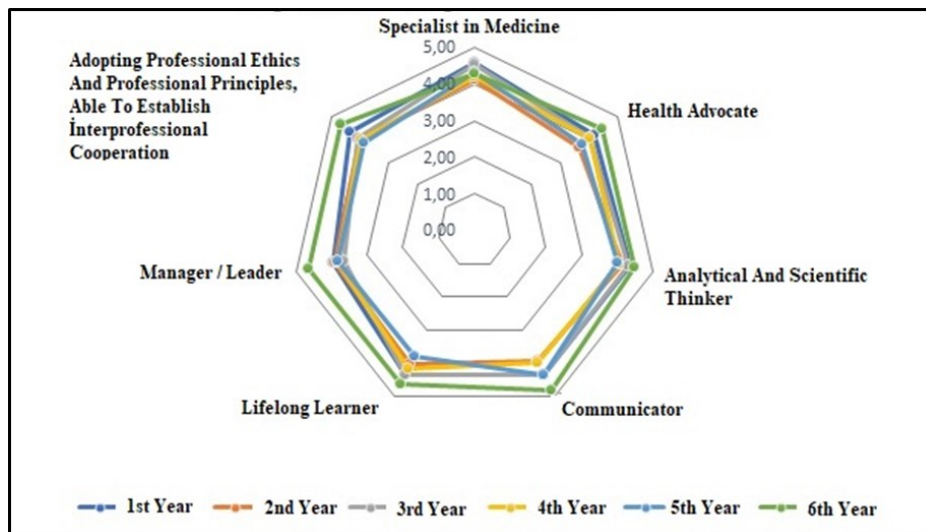 Specialist in Medicine
Adopting Professional Ethics
And Professional Principles,
Able To Establish
İnterprofessional
Cooperation
5,00
4,00
3,00
2,00
1,00
0,00
Health Advocate
Manager / Leader
Analytical And Scientific
Thinker
Lifelong Learner
Communicator
1st Year
2nd Year
3rd Year
4th Year
5th Year
6th Year